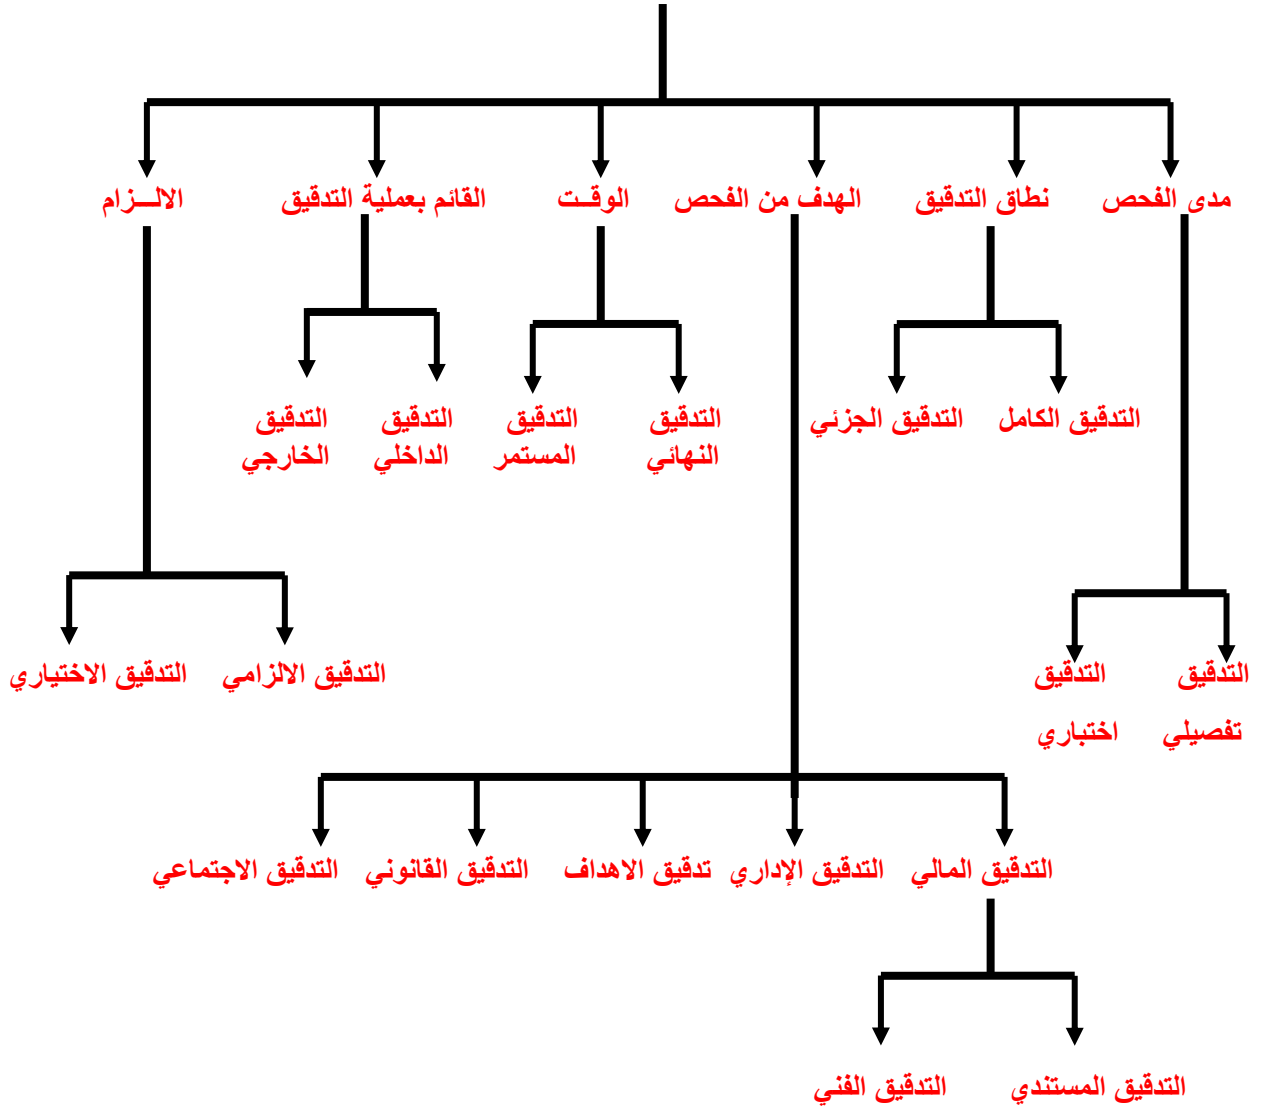 مدى الفحص
نطاق التدقيق
الهدف من الفحص
الوقــت
القائم بعملية التدقيق
الالـــزام
التدقيق الكامل
التدقيق الجزئي
التدقيق
النهائي
التدقيق
المستمر
التدقيق
الداخلي
التدقيق
الخارجي
التدقيق
تفصيلي
التدقيق
اختباري
التدقيق الالزامي
التدقيق الاختياري
التدقيق المالي
التدقيق الإداري
تدقيق الاهداف
التدقيق القانوني
التدقيق الاجتماعي
التدقيق المستندي
التدقيق الفني